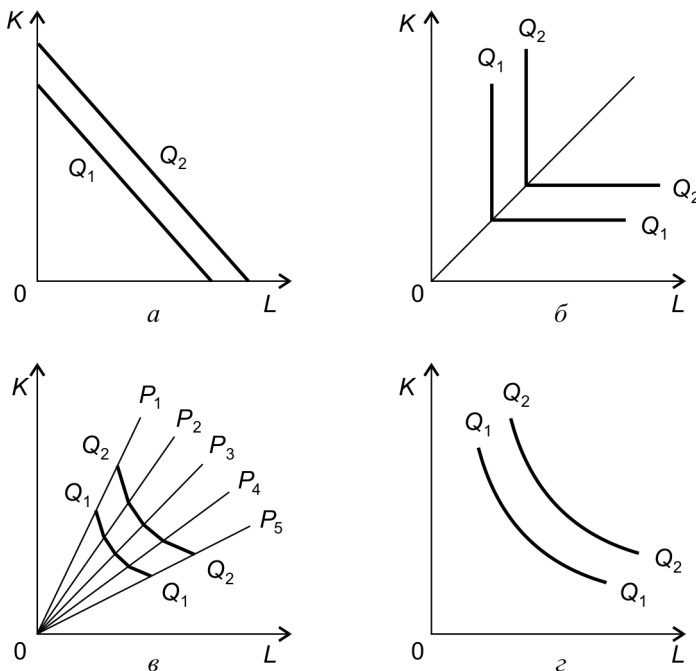 K
Q₁
Q₂
0
L
а
K
Q₁
Q₂
Q₂
Q₁
0
L
б
K
P₁
P₂
P₃
P₄
P₅
Q₂
Q₁
Q₁
Q₂
0
L
в
K
Q₁
Q₂
Q₂
Q₁
0
L
г